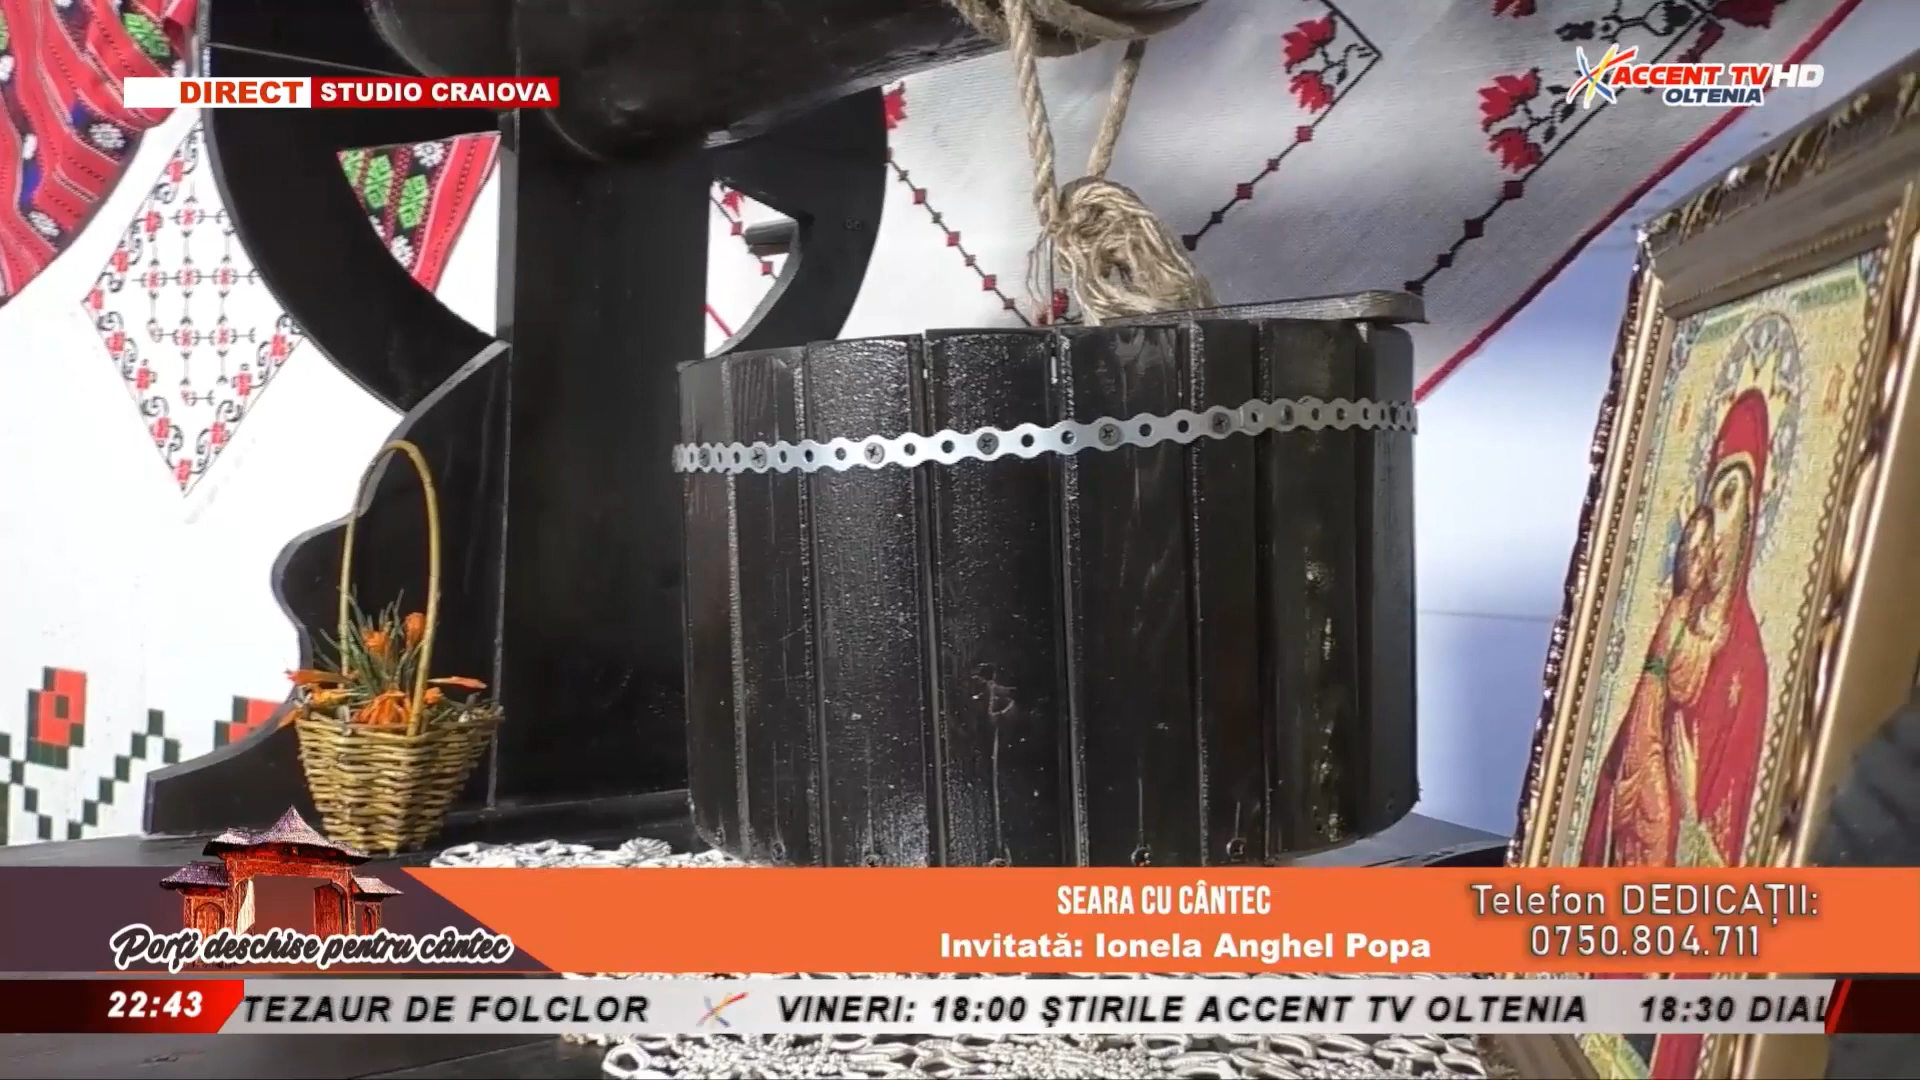 DIRECT STUDIO CRAIOVA
ACCENT TV HD
OLTENIA
SEARA CU CÂNTEC
Invitată: Ionela Anghel Popa
Telefon DEDICAȚII:
0750.804.711
Porți deschise pentru cântec
22:43 TEZAUR DE FOLCLOR VINERI: 18:00 ȘTIRILE ACCENT TV OLTENIA 18:30 DIAL